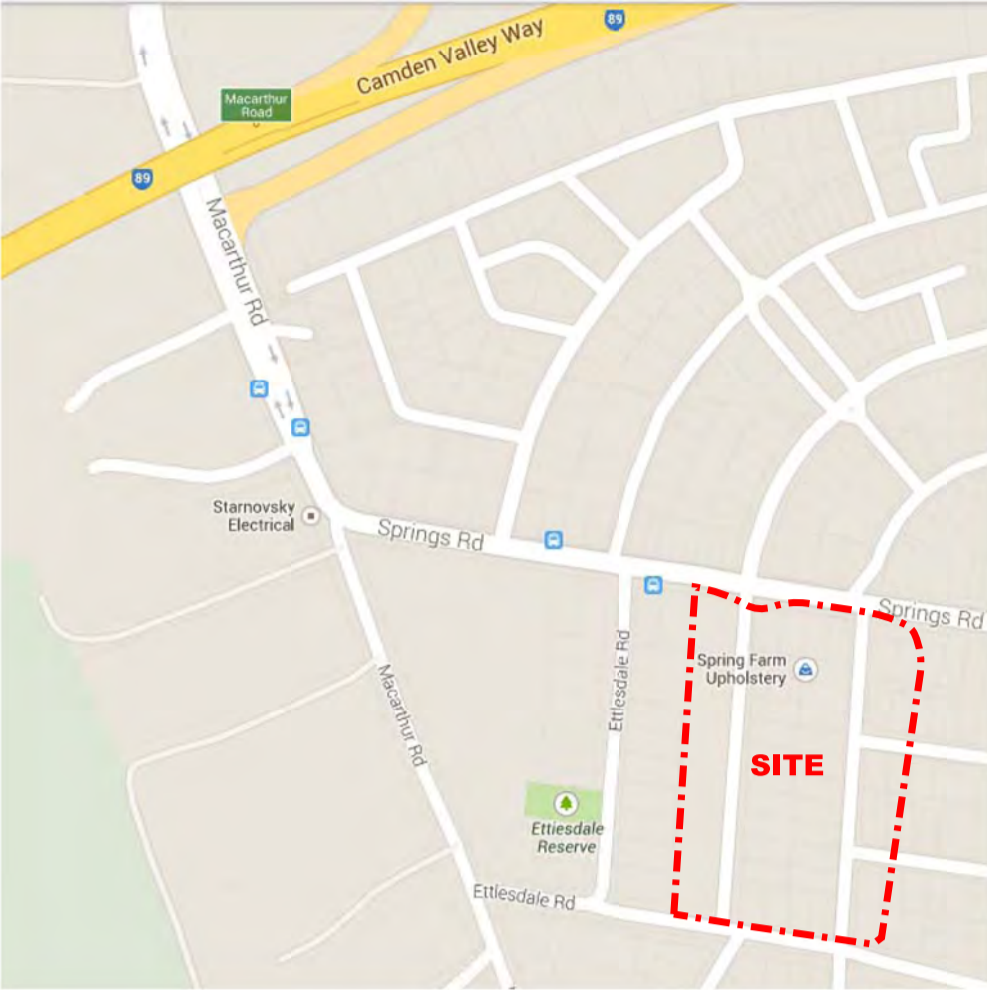 89
Camden Valley Way
Macarthur
Road
89
Macarthur Rd
Starnovsky
Electrical
Springs Rd
Springs Rd
Ettlesdale Rd
Spring Farm
Upholstery
Macarthur Rd
SITE
Ettiesdale
Reserve
Ettlesdale Rd